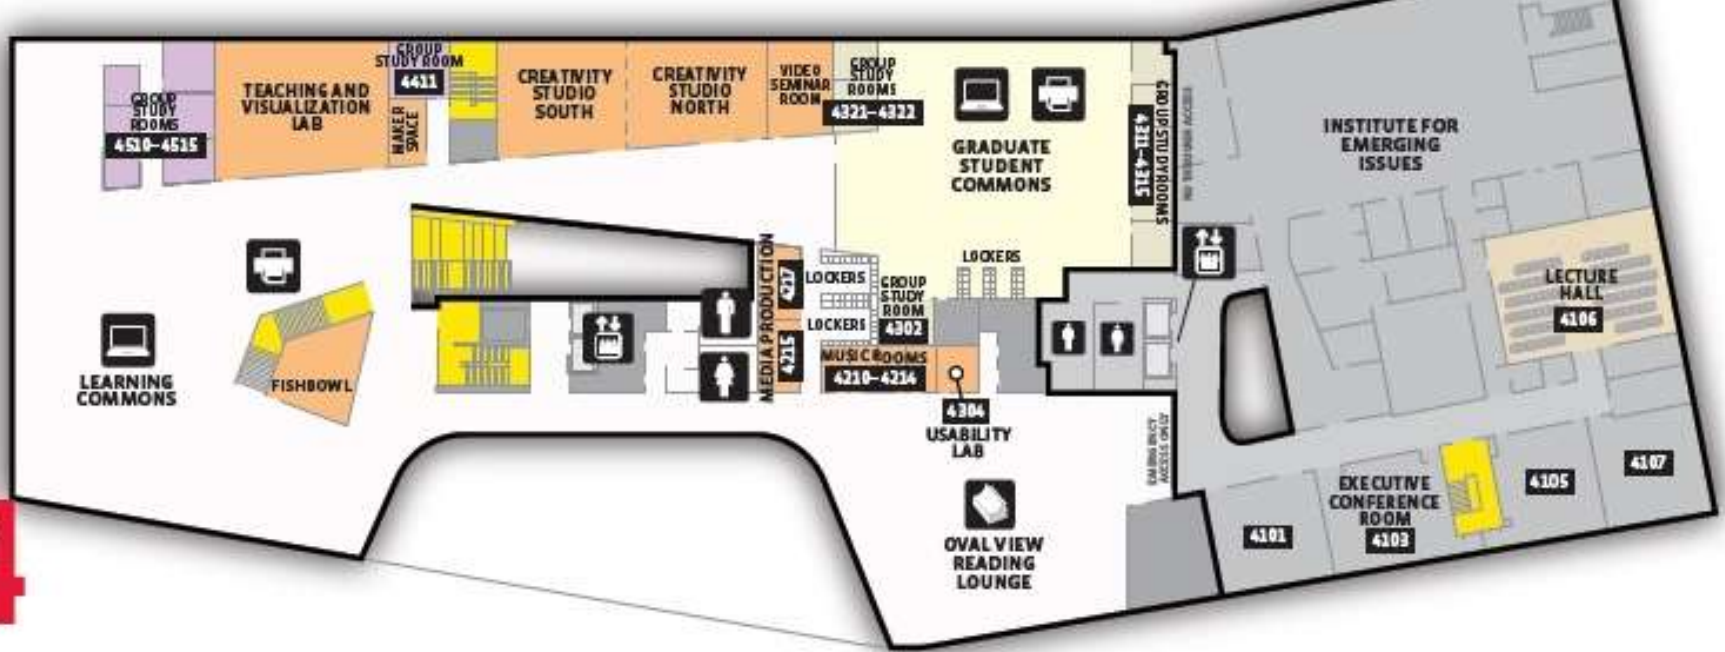 GROUP
STUDY
ROOMS
4510–4515
TEACHING AND
VISUALIZATION
LAB
GROUP
STUDY ROOM
4411
MAKER
SPACE
CREATIVITY
STUDIO
SOUTH
CREATIVITY
STUDIO
NORTH
VIDEO
SEMINAR
ROOM
GROUP
STUDY
ROOMS
4321–4322
GRADUATE
STUDENT
COMMONS
GROUP STUDY ROOMS
4311–4315
INSTITUTE FOR
EMERGING
ISSUES
LECTURE
HALL
4106
LEARNING
COMMONS
FISHBOWL
MEDIA PRODUCTION
4217
4215
LOCKERS
LOCKERS
LOCKERS
GROUP
STUDY
ROOM
4302
MUSIC ROOMS
4210–4214
4304
USABILITY
LAB
OVAL VIEW
READING
LOUNGE
EMERGENCY
ACCESS ONLY
4101
EXECUTIVE
CONFERENCE
ROOM
4103
4105
4107